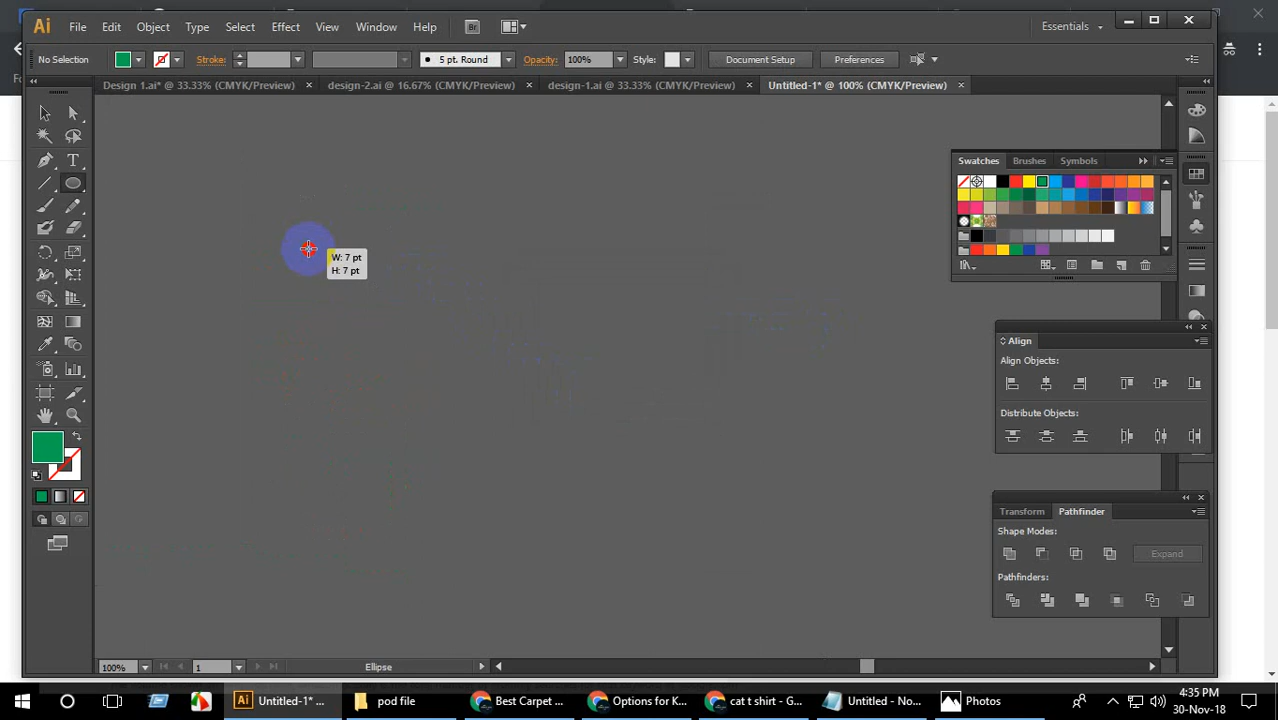 Ai File Edit Object Type Select Effect View Window Help Br Essentials
No Selection Stroke: 5 pt. Round Opacity: 100% Style: Document Setup Preferences
Design 1.ai* @ 33.33% (CMYK/Preview) × design-2.ai @ 16.67% (CMYK/Preview) × design-1.ai @ 33.33% (CMYK/Preview) × Untitled-1* @ 100% (CMYK/Preview) ×
Swatches Brushes Symbols
W: 7 pt
H: 7 pt
Align
Align Objects:
Distribute Objects:
Transform Pathfinder
Shape Modes:
Expand
Pathfinders:
100% 1 Ellipse
Ai Untitled-1* ... pod file Best Carpet ... Options for K... cat t shirt - G... Untitled - No... Photos
4:35 PM
30-Nov-18